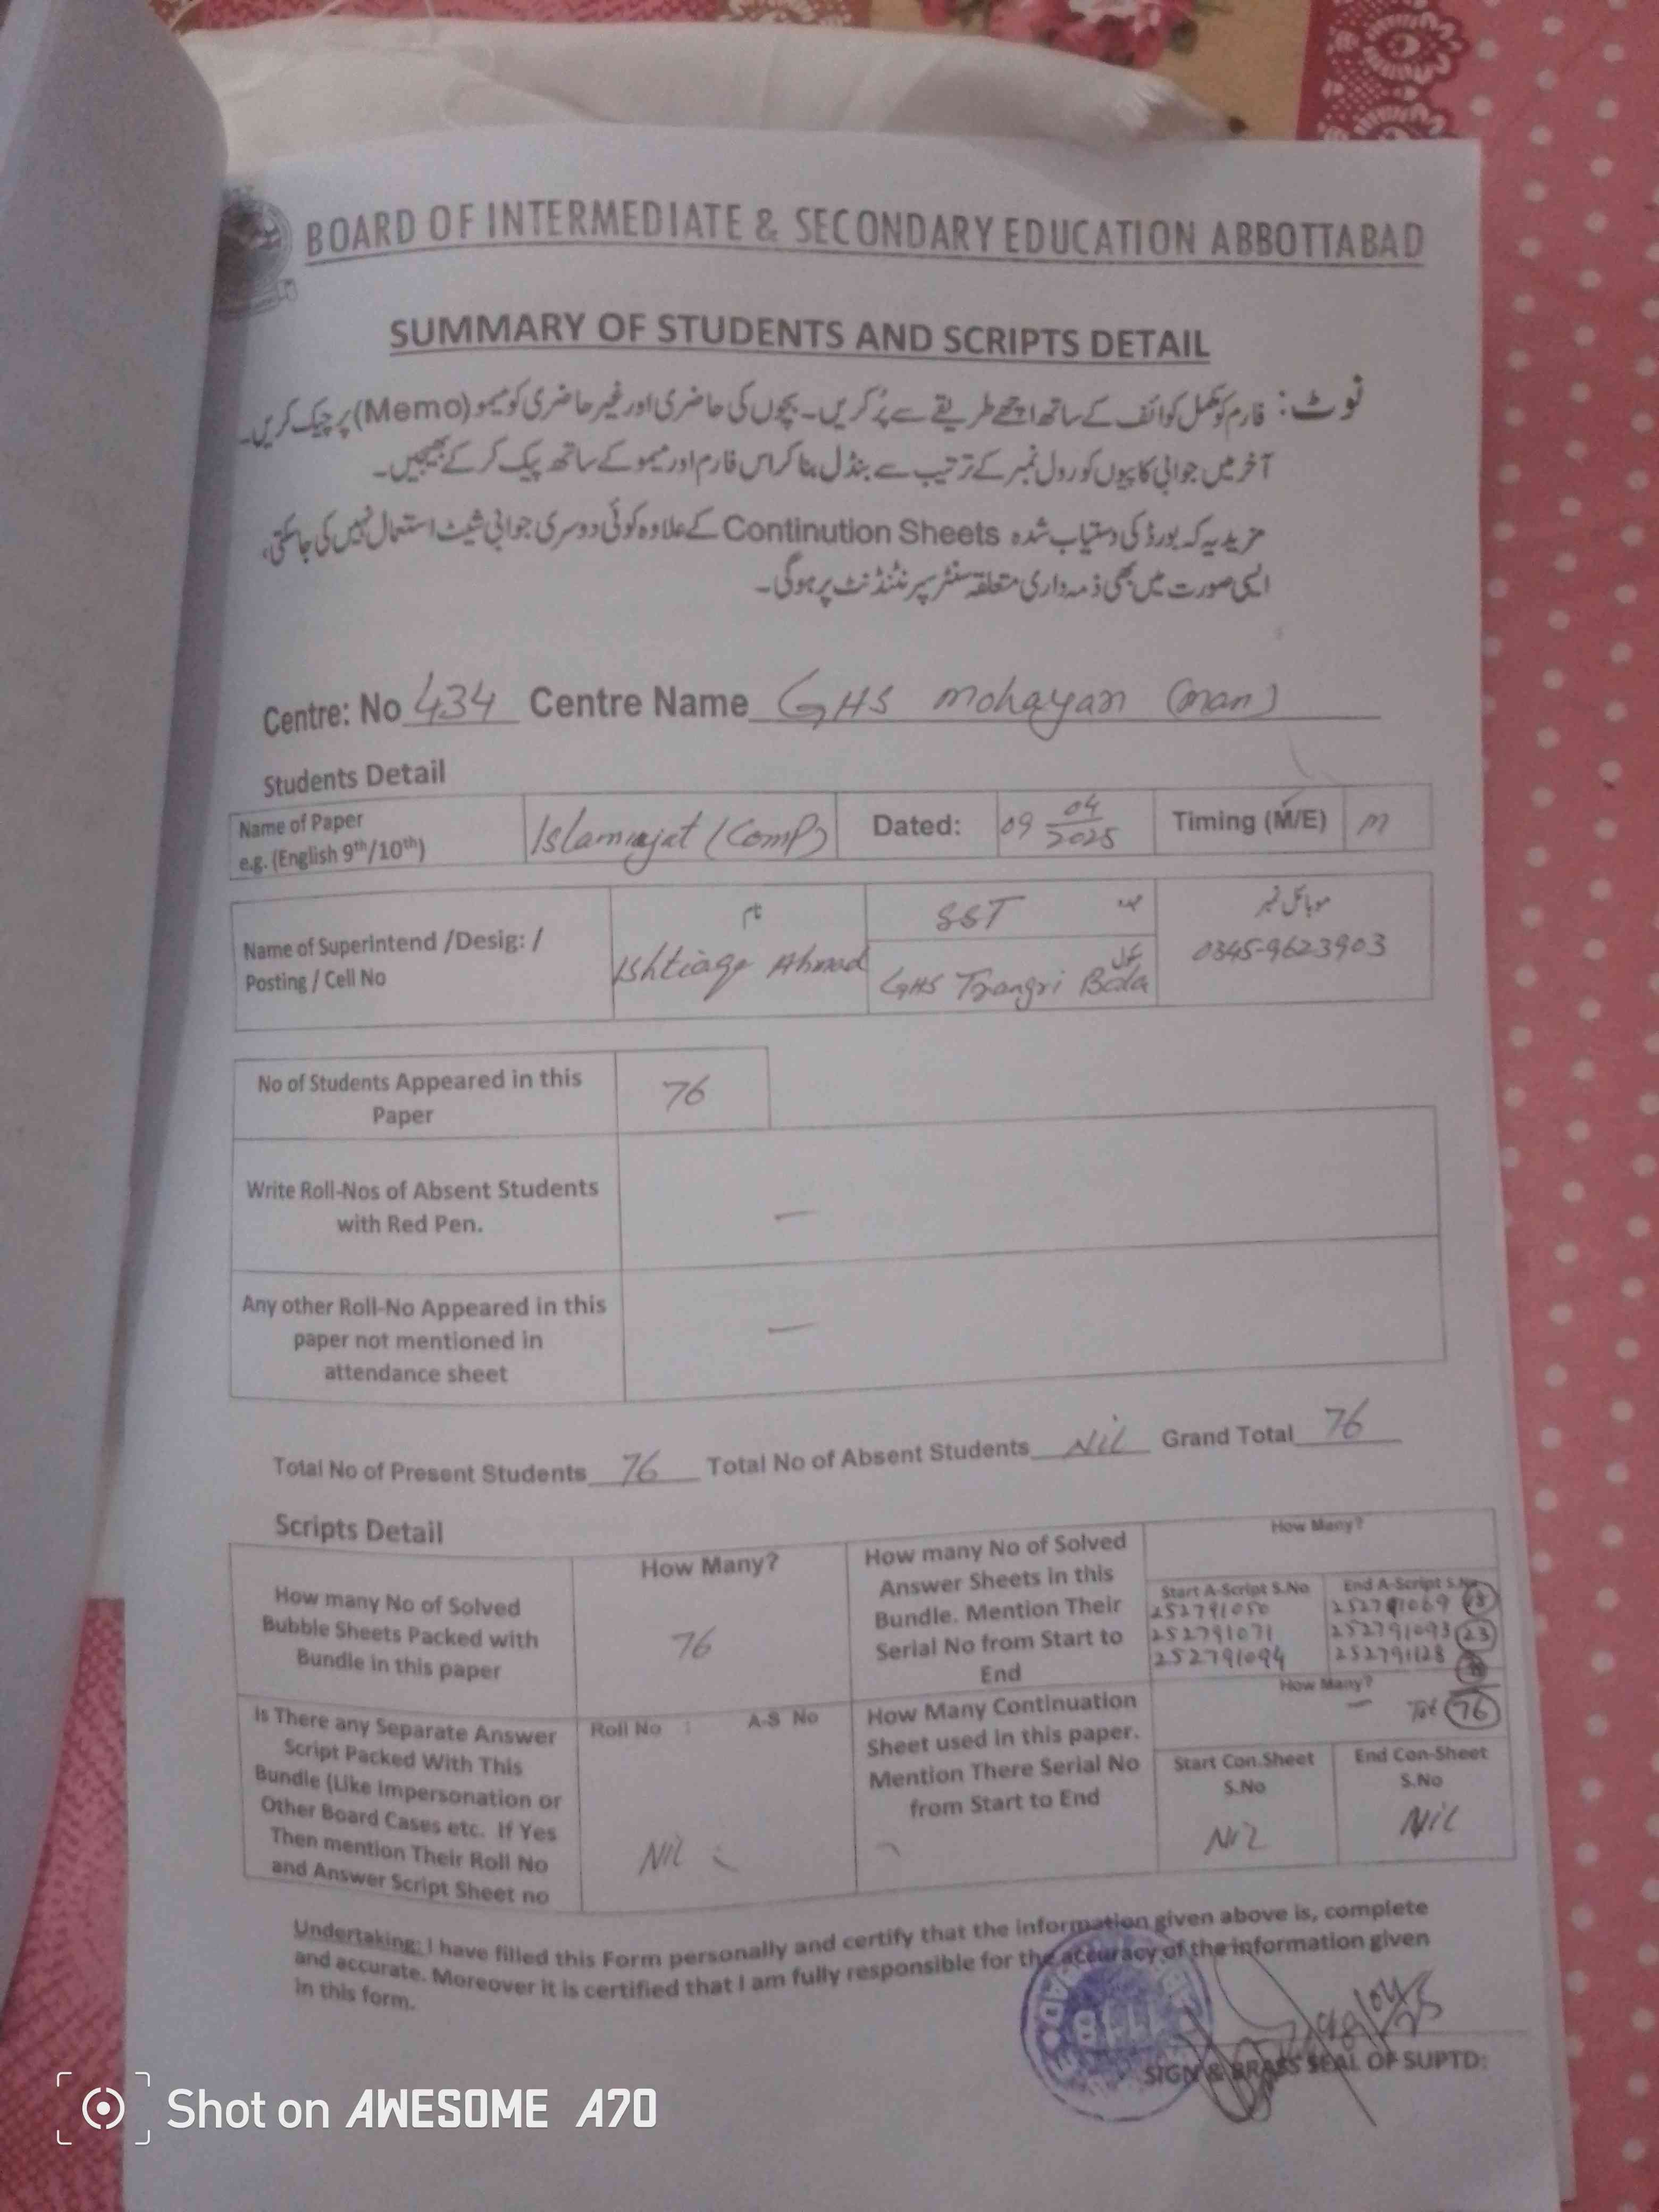 BOARD OF INTERMEDIATE & SECONDARY EDUCATION ABBOTTABAD
SUMMARY OF STUDENTS AND SCRIPTS DETAIL
نوٹ: فارم کو مکمل کوائف کے ساتھ اچھے طریقے سے پُر کریں۔ بچوں کی حاضری اور غیر حاضری کو میمو (Memo) پر چیک کریں۔
آخر میں جوابی کاپیوں کو رول نمبر کے ترتیب سے بنڈل بنا کر اس فارم اور میمو کے ساتھ پیک کر کے بھیجیں۔
مزید یہ کہ بورڈ کی دستیاب شدہ Continution Sheets کے علاوہ کوئی دوسری جوابی شیٹ استعمال نہیں کی جا سکتی،
ایسی صورت میں بھی ذمہ داری متعلقہ سنٹر سپرنٹنڈنٹ پر ہوگی۔
Centre: No 434 Centre Name GHS Mohayan (Man)
Students Detail
Name of Paper Islamiayat (Comp) Dated: 09 04 Timing (M/E) M
e.g. (English 9th/10th) 2025
نام SST عہدہ موبائل نمبر
Name of Superintend /Desig: / Ishtiaqe Ahmad 0345-9623903
Posting / Cell No GHS Trangri Bala
No of Students Appeared in this 76
Paper
Write Roll-Nos of Absent Students —
with Red Pen.
Any other Roll-No Appeared in this —
paper not mentioned in
attendance sheet
Total No of Present Students 76 Total No of Absent Students Nil Grand Total 76
Scripts Detail
How many No of Solved
Bubble Sheets Packed with
Bundle in this paper
How Many?
76
How many No of Solved
Answer Sheets in this
Bundle. Mention Their
Serial No from Start to
End
How Many?
Start A-Script S.No End A-Script S.No
252791050 252791069
252791071 252791093 23
252791094 252791128
Is There any Separate Answer
Script Packed With This
Bundle (Like Impersonation or
Other Board Cases etc. If Yes
Then mention Their Roll No
and Answer Script Sheet no
Roll No : A-S No
Nil
How Many Continuation
Sheet used in this paper.
Mention There Serial No
from Start to End
How Many?
— Tot 76
Start Con.Sheet End Con-Sheet
S.No S.No
Nil Nil
Undertaking: I have filled this Form personally and certify that the information given above is, complete
and accurate. Moreover it is certified that I am fully responsible for the accuracy of the information given
in this form.
SIGN & BRASS SEAL OF SUPTD:
Shot on AWESOME A70